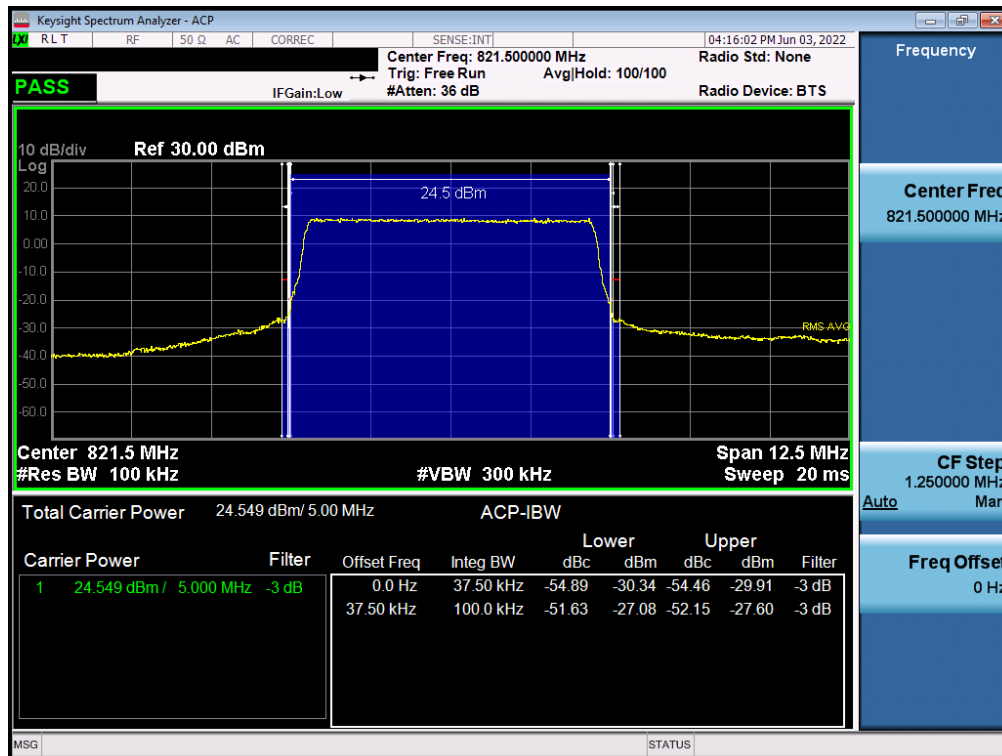 Keysight Spectrum Analyzer - ACP
LXI RLT RF 50 Ω AC CORREC SENSE:INT 04:16:02 PM Jun 03, 2022
Center Freq: 821.500000 MHz Radio Std: None
Trig: Free Run Avg|Hold: 100/100
PASS IFGain:Low #Atten: 36 dB Radio Device: BTS
10 dB/div Ref 30.00 dBm
Log
24.5 dBm
20.0
10.0
0.00
-10.0
-20.0
-30.0
-40.0
-50.0
-60.0
RMS AVG
Center 821.5 MHz Span 12.5 MHz
#Res BW 100 kHz #VBW 300 kHz Sweep 20 ms
Total Carrier Power 24.549 dBm/ 5.00 MHz ACP-IBW
Lower Upper
Carrier Power Filter Offset Freq Integ BW dBc dBm dBc dBm Filter
1 24.549 dBm / 5.000 MHz -3 dB 0.0 Hz 37.50 kHz -54.89 -30.34 -54.46 -29.91 -3 dB
37.50 kHz 100.0 kHz -51.63 -27.08 -52.15 -27.60 -3 dB
MSG STATUS
Frequency
Center Freq
821.500000 MHz
CF Step
1.250000 MHz
Auto Man
Freq Offset
0 Hz